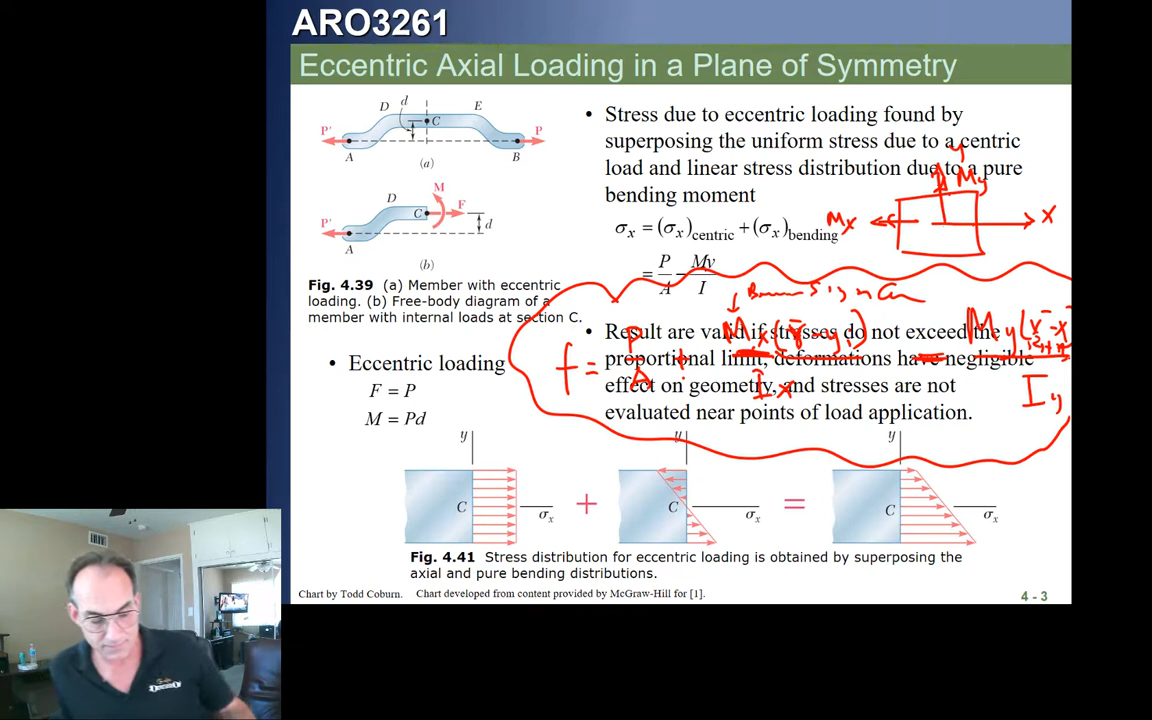 ARO3261
Eccentric Axial Loading in a Plane of Symmetry
D d E
P' C P
A B
(a)
M
D C F
P' d
A
(b)
Fig. 4.39 (a) Member with eccentric
loading. (b) Free-body diagram of a
member with internal loads at section C.
• Eccentric loading
F = P
M = Pd
• Stress due to eccentric loading found by
superposing the uniform stress due to a centric
load and linear stress distribution due to a pure
bending moment
σx = (σx)centric + (σx)bending
= P/A − My/I
Y
My
Mx X
• Result are valid if stresses do not exceed the
proportional limit, deformations have negligible
effect on geometry, and stresses are not
evaluated near points of load application.
f = P/A
Mx
Ix
My
Iy
y y y
C σx + C σx = C σx
Fig. 4.41 Stress distribution for eccentric loading is obtained by superposing the
axial and pure bending distributions.
Chart by Todd Coburn. Chart developed from content provided by McGraw-Hill for [1].
4 - 3